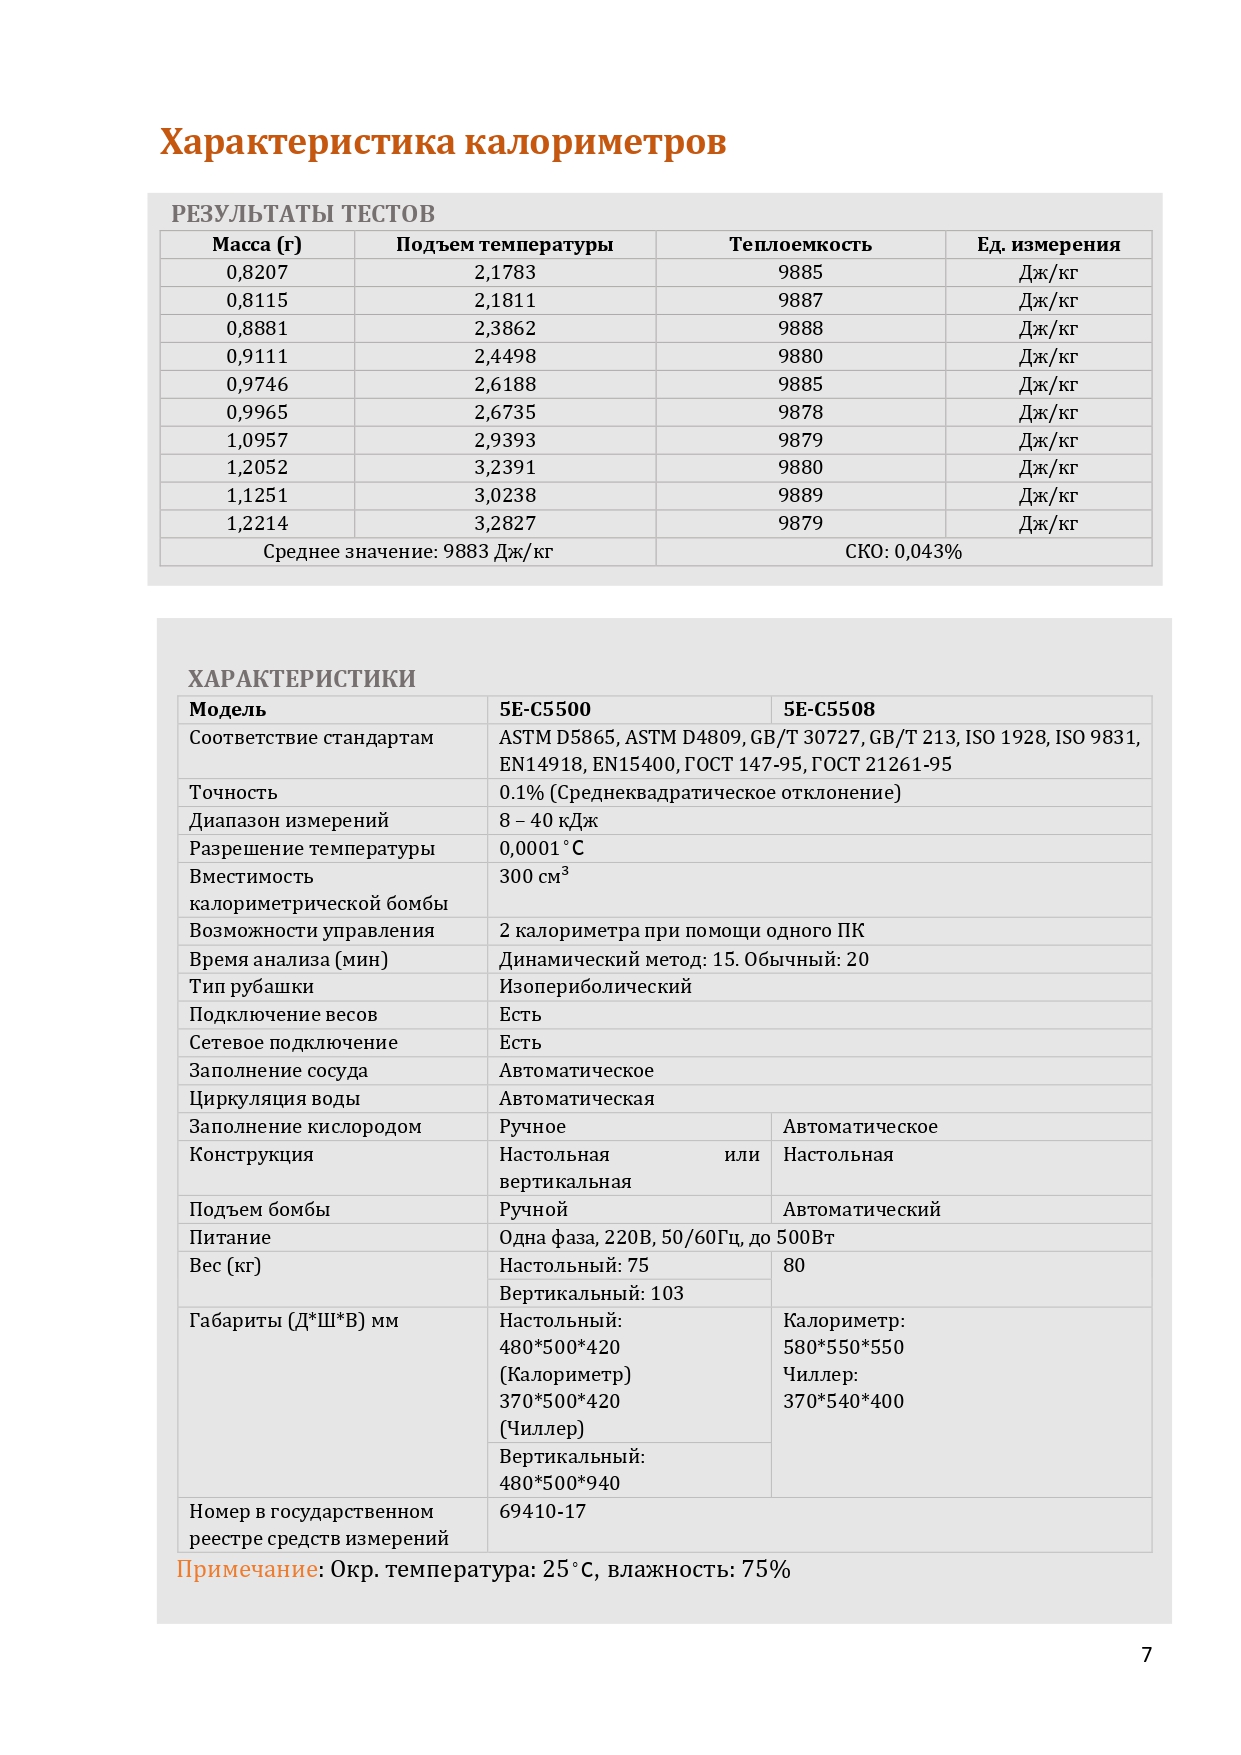 Характеристика калориметров
РЕЗУЛЬТАТЫ ТЕСТОВ
Масса (г) Подъем температуры Теплоемкость Ед. измерения
0,8207 2,1783 9885 Дж/кг
0,8115 2,1811 9887 Дж/кг
0,8881 2,3862 9888 Дж/кг
0,9111 2,4498 9880 Дж/кг
0,9746 2,6188 9885 Дж/кг
0,9965 2,6735 9878 Дж/кг
1,0957 2,9393 9879 Дж/кг
1,2052 3,2391 9880 Дж/кг
1,1251 3,0238 9889 Дж/кг
1,2214 3,2827 9879 Дж/кг
Среднее значение: 9883 Дж/кг СКО: 0,043%
ХАРАКТЕРИСТИКИ
Модель 5E-C5500 5E-C5508
Соответствие стандартам ASTM D5865, ASTM D4809, GB/T 30727, GB/T 213, ISO 1928, ISO 9831,
EN14918, EN15400, ГОСТ 147-95, ГОСТ 21261-95
Точность 0.1% (Среднеквадратическое отклонение)
Диапазон измерений 8 – 40 кДж
Разрешение температуры 0,0001˚C
Вместимость 300 см³
калориметрической бомбы
Возможности управления 2 калориметра при помощи одного ПК
Время анализа (мин) Динамический метод: 15. Обычный: 20
Тип рубашки Изопериболический
Подключение весов Есть
Сетевое подключение Есть
Заполнение сосуда Автоматическое
Циркуляция воды Автоматическая
Заполнение кислородом Ручное Автоматическое
Конструкция Настольная или Настольная
вертикальная
Подъем бомбы Ручной Автоматический
Питание Одна фаза, 220В, 50/60Гц, до 500Вт
Вес (кг) Настольный: 75 80
Вертикальный: 103
Габариты (Д*Ш*В) мм Настольный: Калориметр:
480*500*420 580*550*550
(Калориметр) Чиллер:
370*500*420 370*540*400
(Чиллер)
Вертикальный:
480*500*940
Номер в государственном 69410-17
реестре средств измерений
Примечание: Окр. температура: 25˚C, влажность: 75%
7